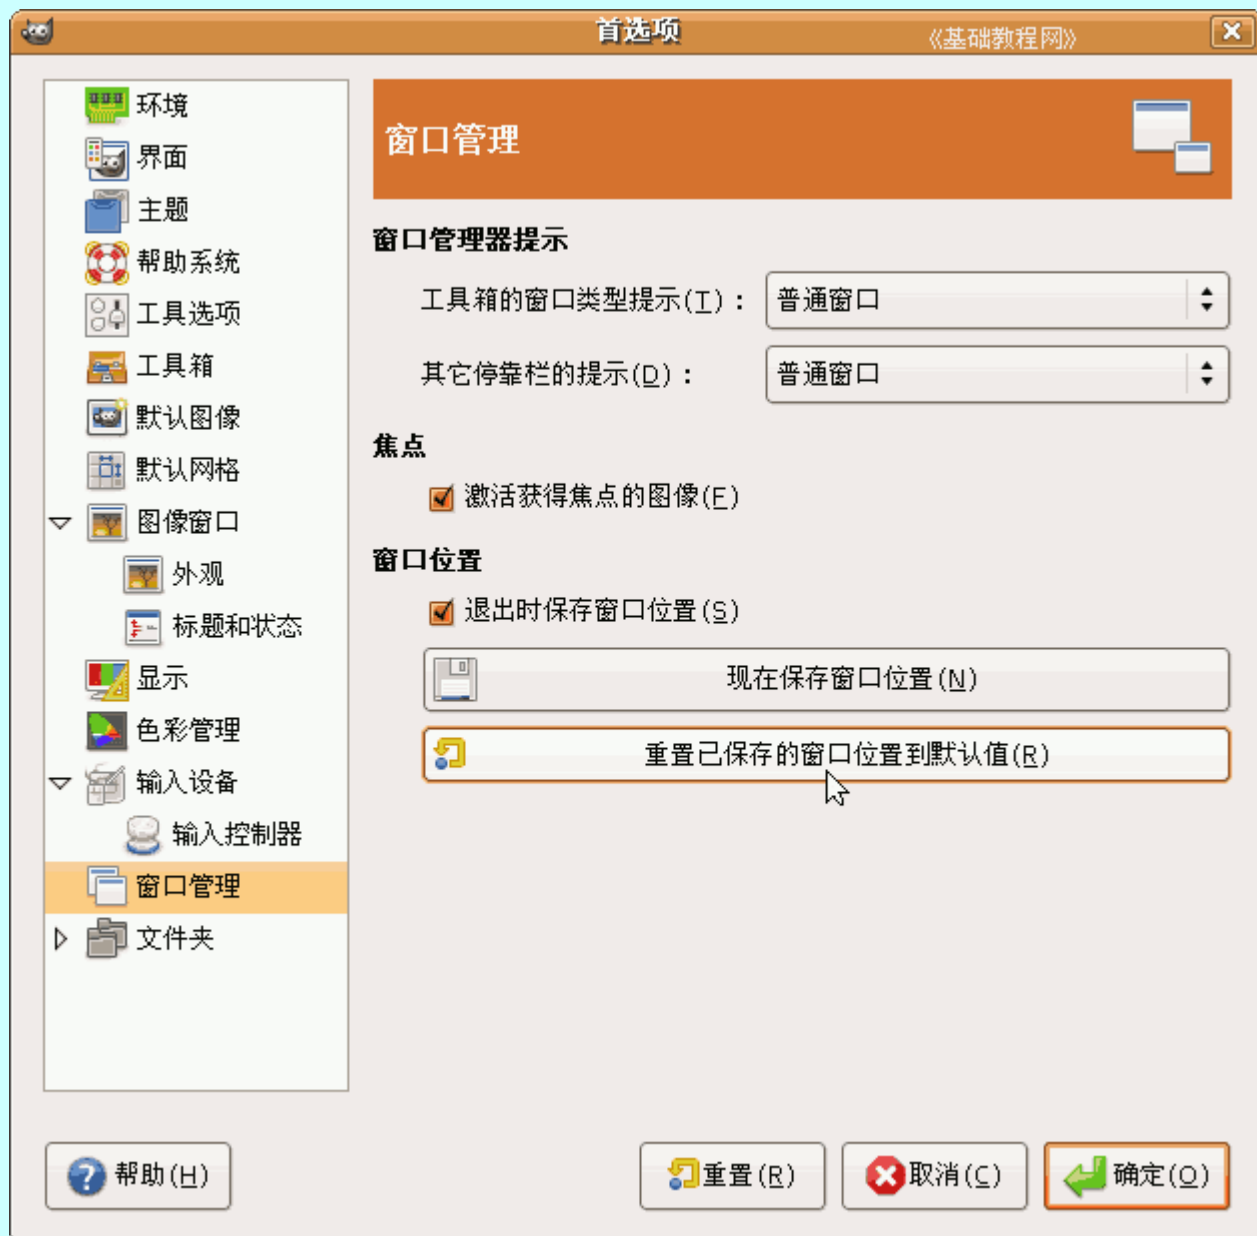 首选项
《基础教程网》
环境
界面
主题
帮助系统
工具选项
工具箱
默认图像
默认网格
图像窗口
外观
标题和状态
显示
色彩管理
输入设备
输入控制器
窗口管理
文件夹
窗口管理
窗口管理器提示
工具箱的窗口类型提示(T)： 普通窗口
其它停靠栏的提示(D)： 普通窗口
焦点
激活获得焦点的图像(F)
窗口位置
退出时保存窗口位置(S)
现在保存窗口位置(N)
重置已保存的窗口位置到默认值(R)
帮助(H) 重置(R) 取消(C) 确定(O)